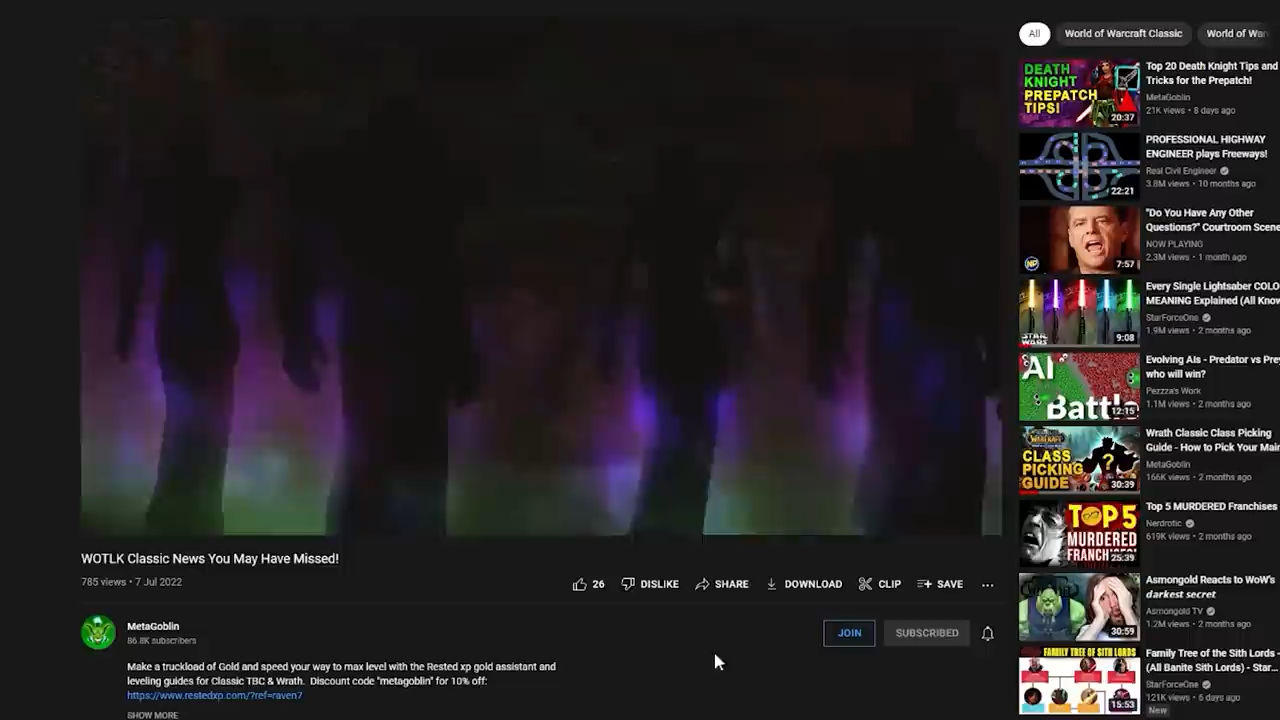 WOTLK Classic News You May Have Missed!
785 views • 7 Jul 2022
26
DISLIKE
SHARE
DOWNLOAD
CLIP
SAVE
MetaGoblin
86.8K subscribers
JOIN
SUBSCRIBED
Make a truckload of Gold and speed your way to max level with the Rested xp gold assistant and
leveling guides for Classic TBC & Wrath. Discount code "metagoblin" for 10% off:
https://www.restedxp.com/?ref=raven7
SHOW MORE
All
World of Warcraft Classic
World of War
DEATH
KNIGHT
PREPATCH
TIPS!
20:37
Top 20 Death Knight Tips and
Tricks for the Prepatch!
MetaGoblin
21K views • 8 days ago
22:21
PROFESSIONAL HIGHWAY
ENGINEER plays Freeways!
Real Civil Engineer
3.8M views • 10 months ago
NP
7:57
"Do You Have Any Other
Questions?" Courtroom Scene
NOW PLAYING
2.3M views • 1 month ago
STAR
WARS
9:08
Every Single Lightsaber COLO
MEANING Explained (All Know
StarForceOne
1.9M views • 2 months ago
AI
Battle
12:15
Evolving AIs - Predator vs Prey
who will win?
Pezzza's Work
1.1M views • 2 months ago
WARCRAFT
CLASS
PICKING
GUIDE
?
30:39
Wrath Classic Class Picking
Guide - How to Pick Your Main
MetaGoblin
166K views • 2 months ago
TOP 5
MURDERED
FRANCHISES
25:39
Top 5 MURDERED Franchises
Nerdrotic
619K views • 2 months ago
30:59
Asmongold Reacts to WoW's
darkest secret
Asmongold TV
1.2M views • 2 months ago
FAMILY TREE OF SITH LORDS
15:53
Family Tree of the Sith Lords -
(All Banite Sith Lords) - Star...
StarForceOne
121K views • 6 days ago
New